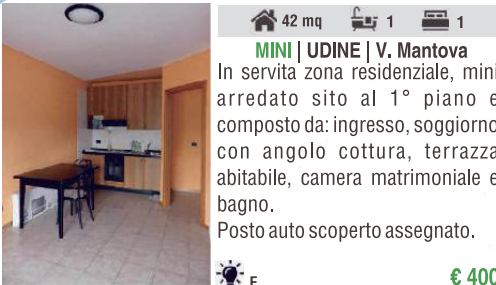 42 mq 1 1
MINI | UDINE | V. Mantova
In servita zona residenziale, mini
arredato sito al 1° piano e
composto da: ingresso, soggiorno
con angolo cottura, terrazza
abitabile, camera matrimoniale e
bagno.
Posto auto scoperto assegnato.
F € 400